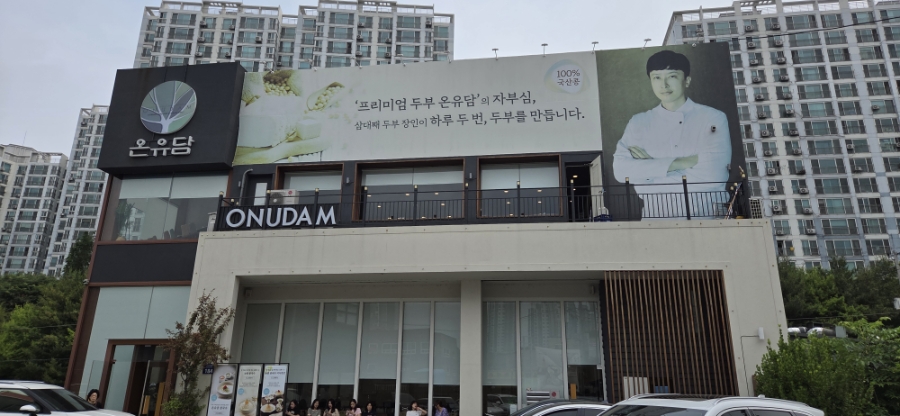 100%
국산콩
'프리미엄 두부 온유담'의 자부심,
삼대째 두부 장인이 하루 두 번, 두부를 만듭니다.
온유담
ONUDAM